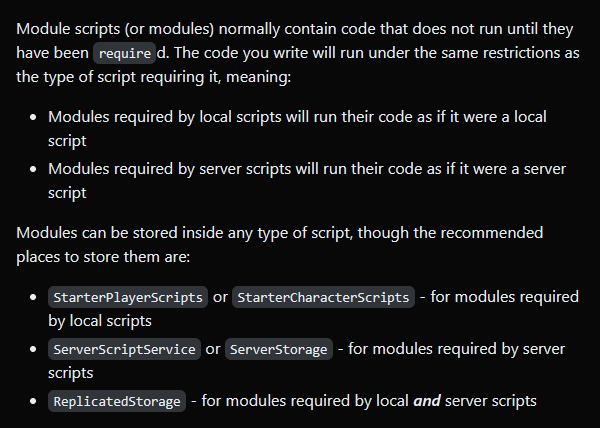 Module scripts (or modules) normally contain code that does not run until they
have been required. The code you write will run under the same restrictions as
the type of script requiring it, meaning:
• Modules required by local scripts will run their code as if it were a local
script
• Modules required by server scripts will run their code as if it were a server
script
Modules can be stored inside any type of script, though the recommended
places to store them are:
• StarterPlayerScripts or StarterCharacterScripts - for modules required
by local scripts
• ServerScriptService or ServerStorage - for modules required by server
scripts
• ReplicatedStorage - for modules required by local and server scripts